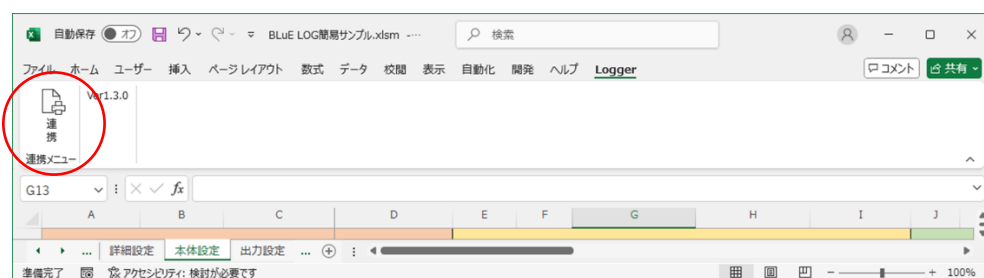 自動保存 オフ BLuE LOG簡易サンプル.xlsm -… 検索
ファイル ホーム ユーザー 挿入 ページ レイアウト 数式 データ 校閲 表示 自動化 開発 ヘルプ Logger コメント 共有
Ver1.3.0
連
携
連携メニュー
G13 fx
A B C D E F G H I J
... 詳細設定 本体設定 出力設定 ...
準備完了 アクセシビリティ: 検討が必要です 100%